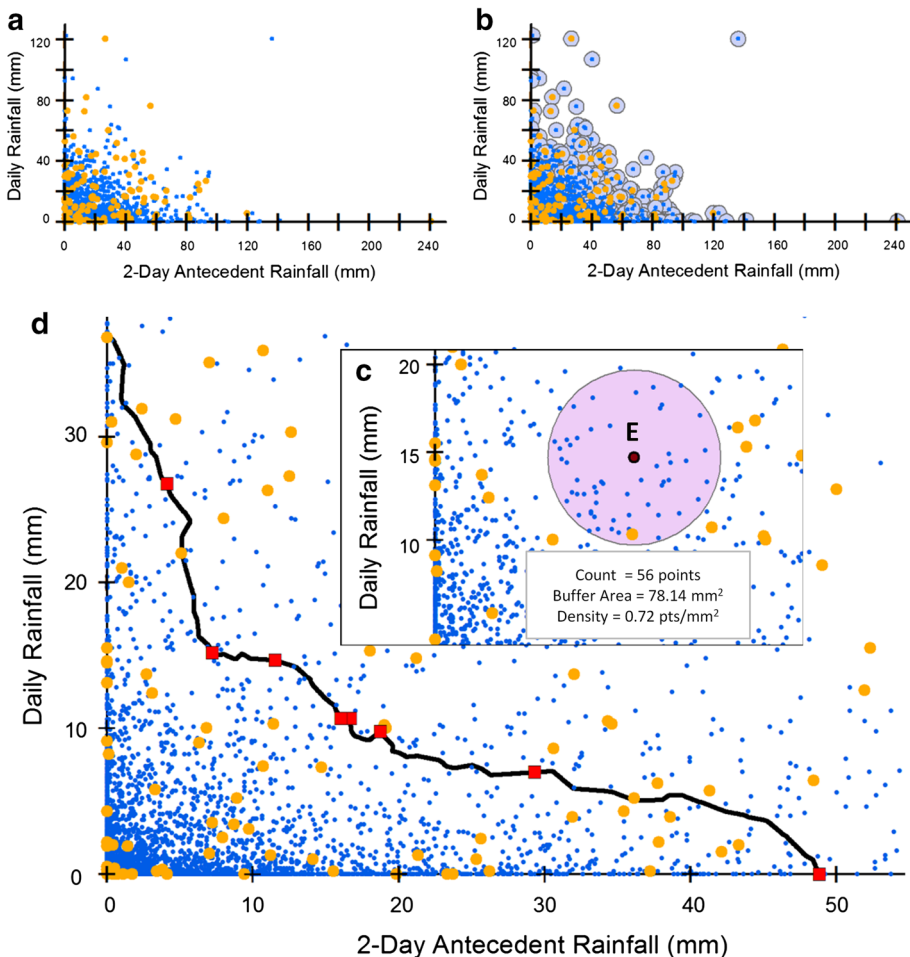 a
120
80
40
0
Daily Rainfall (mm)
0 40 80 120 160 200 240
2-Day Antecedent Rainfall (mm)
b
120
80
40
0
Daily Rainfall (mm)
0 40 80 120 160 200 240
2-Day Antecedent Rainfall (mm)
d
30
20
10
0
Daily Rainfall (mm)
0 10 20 30 40 50
2-Day Antecedent Rainfall (mm)
c
20
15
10
Daily Rainfall (mm)
E
Count = 56 points
Buffer Area = 78.14 mm²
Density = 0.72 pts/mm²